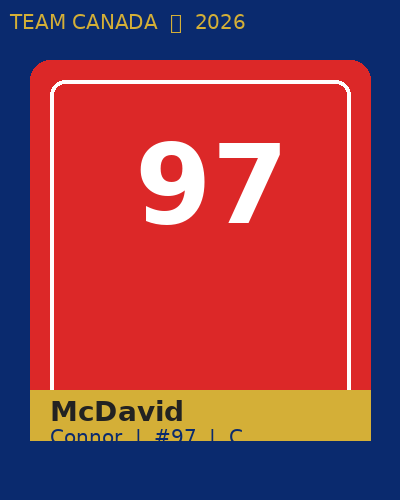 TEAM CANADA  2026
97
McDavid
Connor | #97 | C